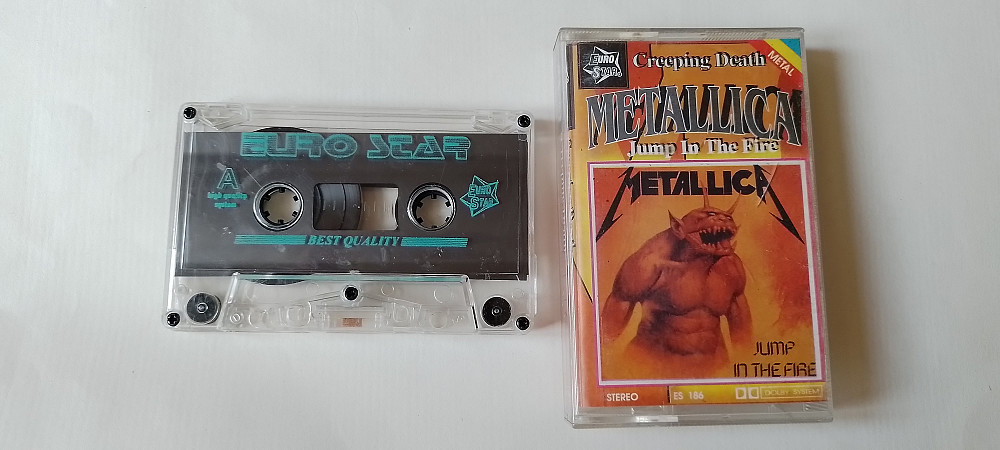 EURO STAR
A
high quality
system
EURO
STAR
BEST QUALITY
EURO
STAR
Creeping Death
METAL
METALLICA
Jump In The Fire
METALLICA
JUMP
IN THE FIRE
STEREO
ES 186
DOLBY SYSTEM